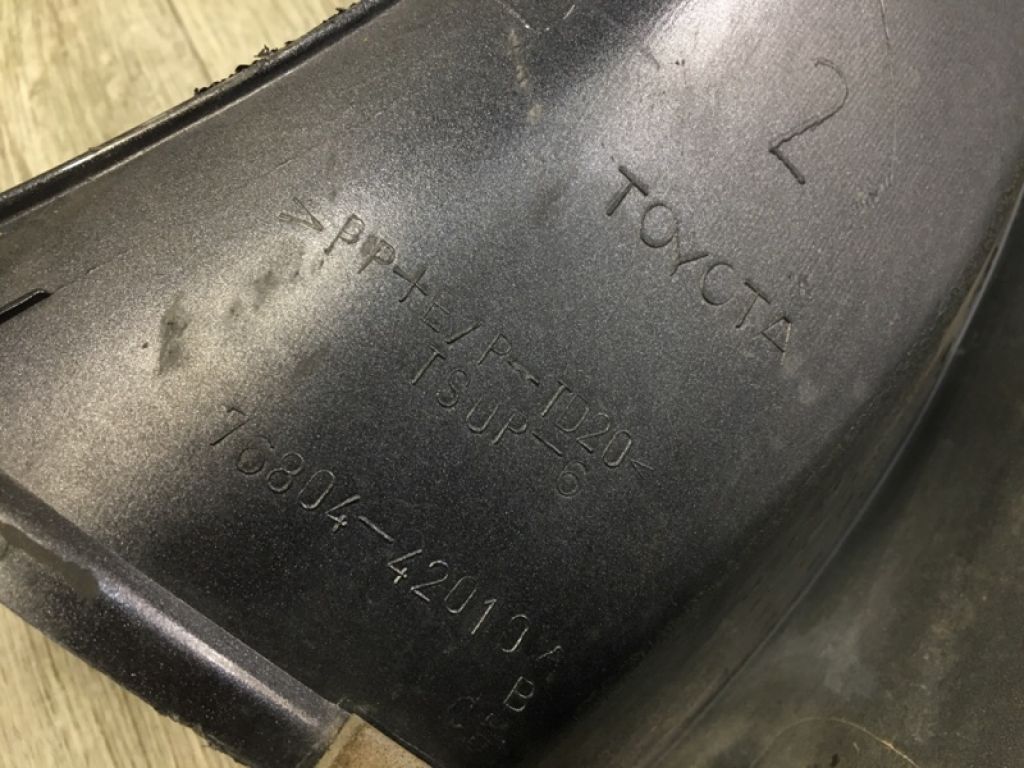 2
TOYOTA
>PP+E/P-TD20<
TSOP-6
76804-42010
B